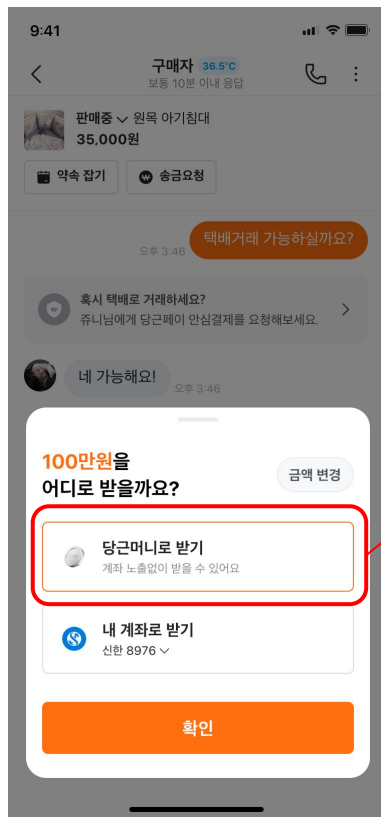 9:41
구매자 36.5°C
보통 10분 이내 응답
판매중 원목 아기침대
35,000원
약속 잡기
송금요청
택배거래 가능하실까요?
오후 3:46
혹시 택배로 거래하세요?
쥬니님에게 당근페이 안심결제를 요청해보세요.
네 가능해요!
오후 3:46
100만원을
어디로 받을까요?
금액 변경
당근머니로 받기
계좌 노출없이 받을 수 있어요
내 계좌로 받기
신한 8976
확인